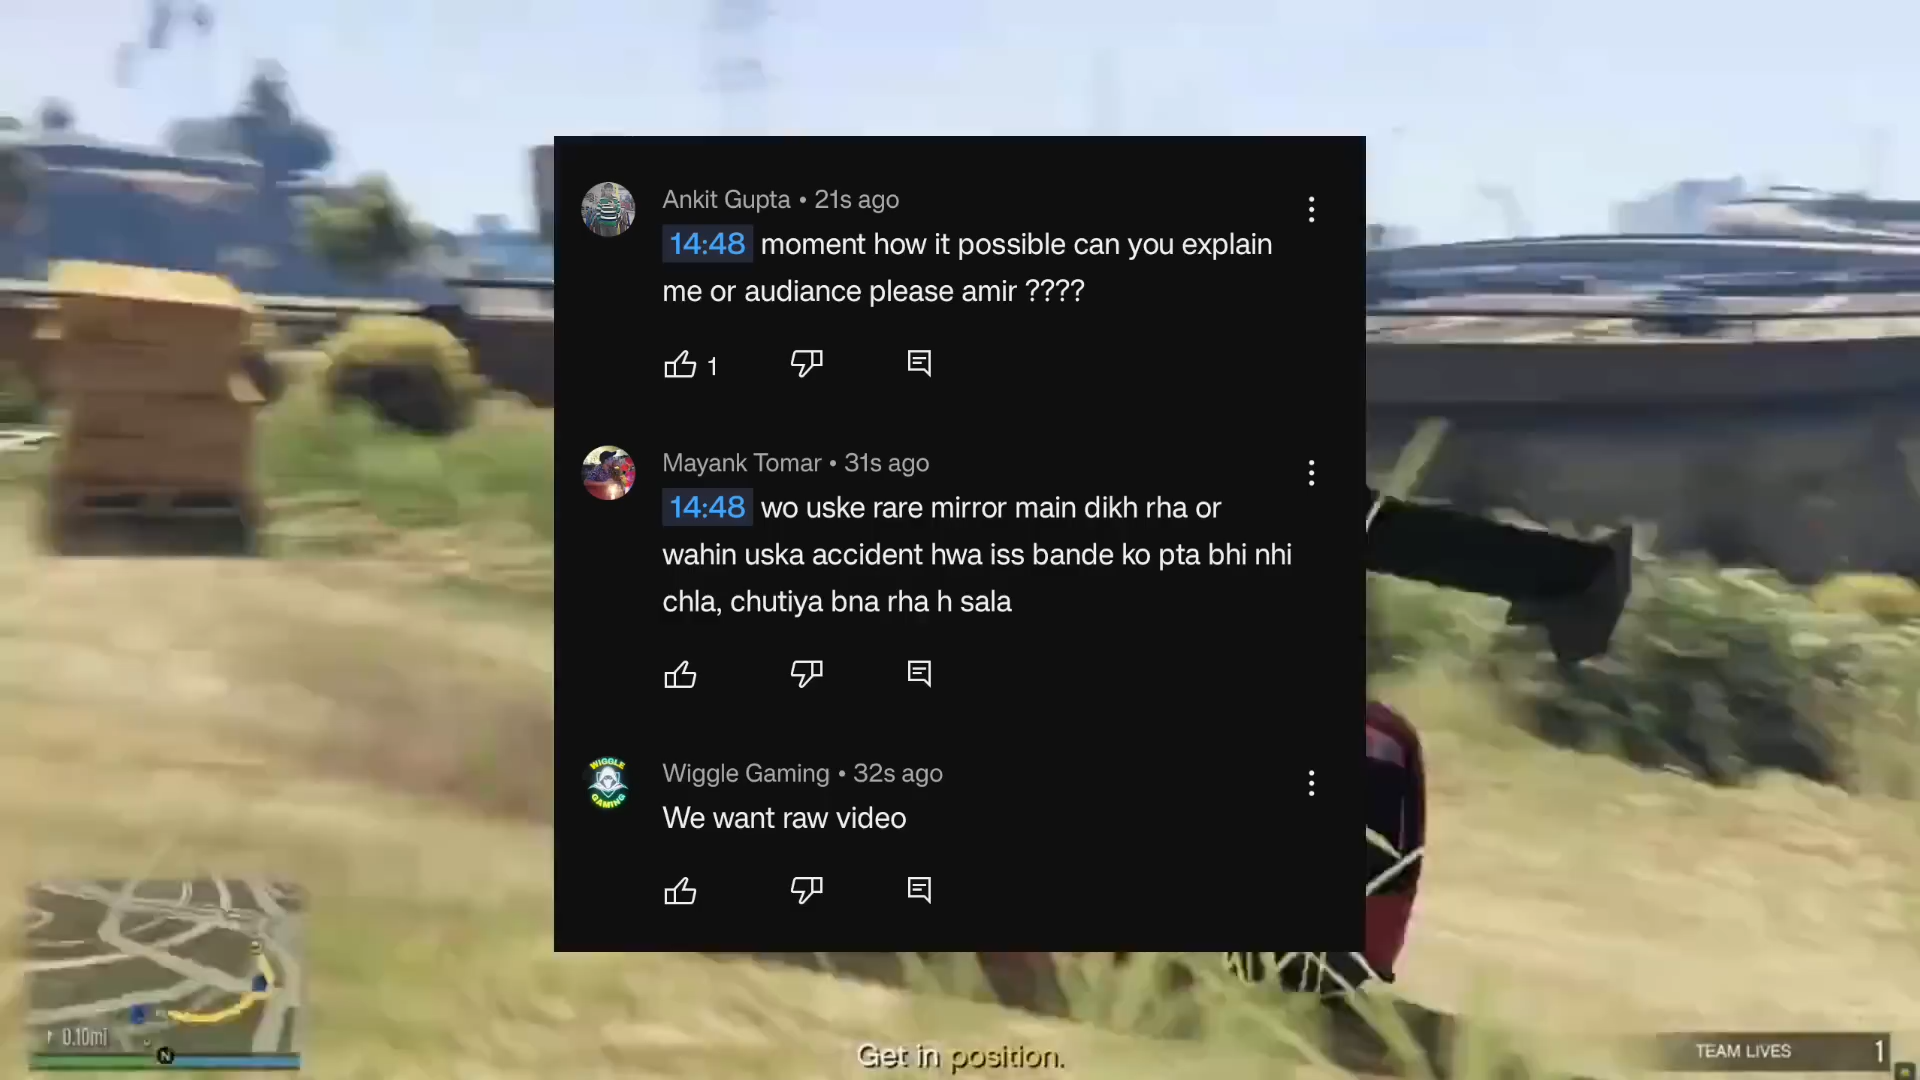 Ankit Gupta • 21s ago
14:48 moment how it possible can you explain
me or audiance please amir ????
1
Mayank Tomar • 31s ago
14:48 wo uske rare mirror main dikh rha or
wahin uska accident hwa iss bande ko pta bhi nhi
chla, chutiya bna rha h sala
WIGGLE
GAMING
Wiggle Gaming • 32s ago
We want raw video
0.10mi
N
Get in position.
TEAM LIVES 1